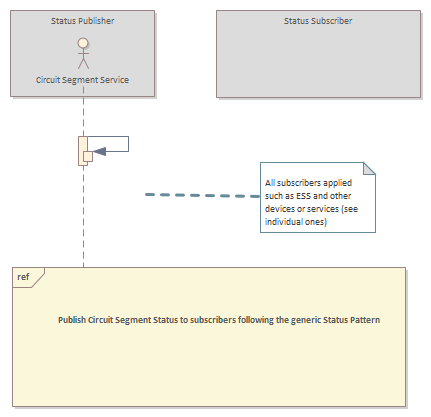 Status Publisher
Status Subscriber
Circuit Segment Service
All subscribers applied
such as ESS and other
devices or services (see
individual ones)
ref
Publish Circuit Segment Status to subscribers following the generic Status Pattern